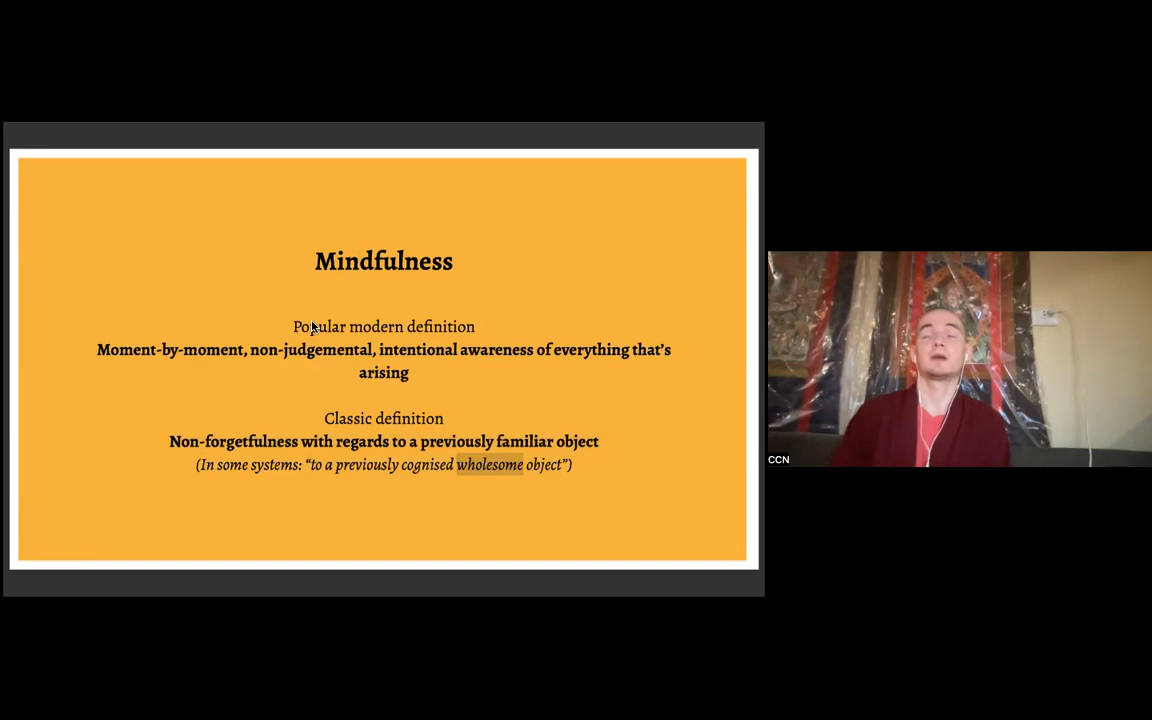 Mindfulness
Popular modern definition
Moment-by-moment, non-judgemental, intentional awareness of everything that's
arising
Classic definition
Non-forgetfulness with regards to a previously familiar object
(In some systems: “to a previously cognised wholesome object”)
CCN